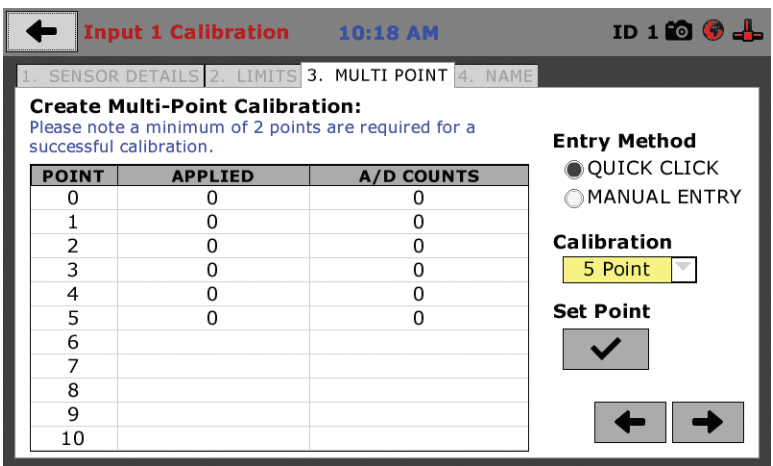 Input 1 Calibration 10:18 AM ID 1
1. SENSOR DETAILS 2. LIMITS 3. MULTI POINT 4. NAME
Create Multi-Point Calibration:
Please note a minimum of 2 points are required for a
successful calibration.
POINT APPLIED A/D COUNTS
0 0 0
1 0 0
2 0 0
3 0 0
4 0 0
5 0 0
6
7
8
9
10
Entry Method
QUICK CLICK
MANUAL ENTRY
Calibration
5 Point
Set Point